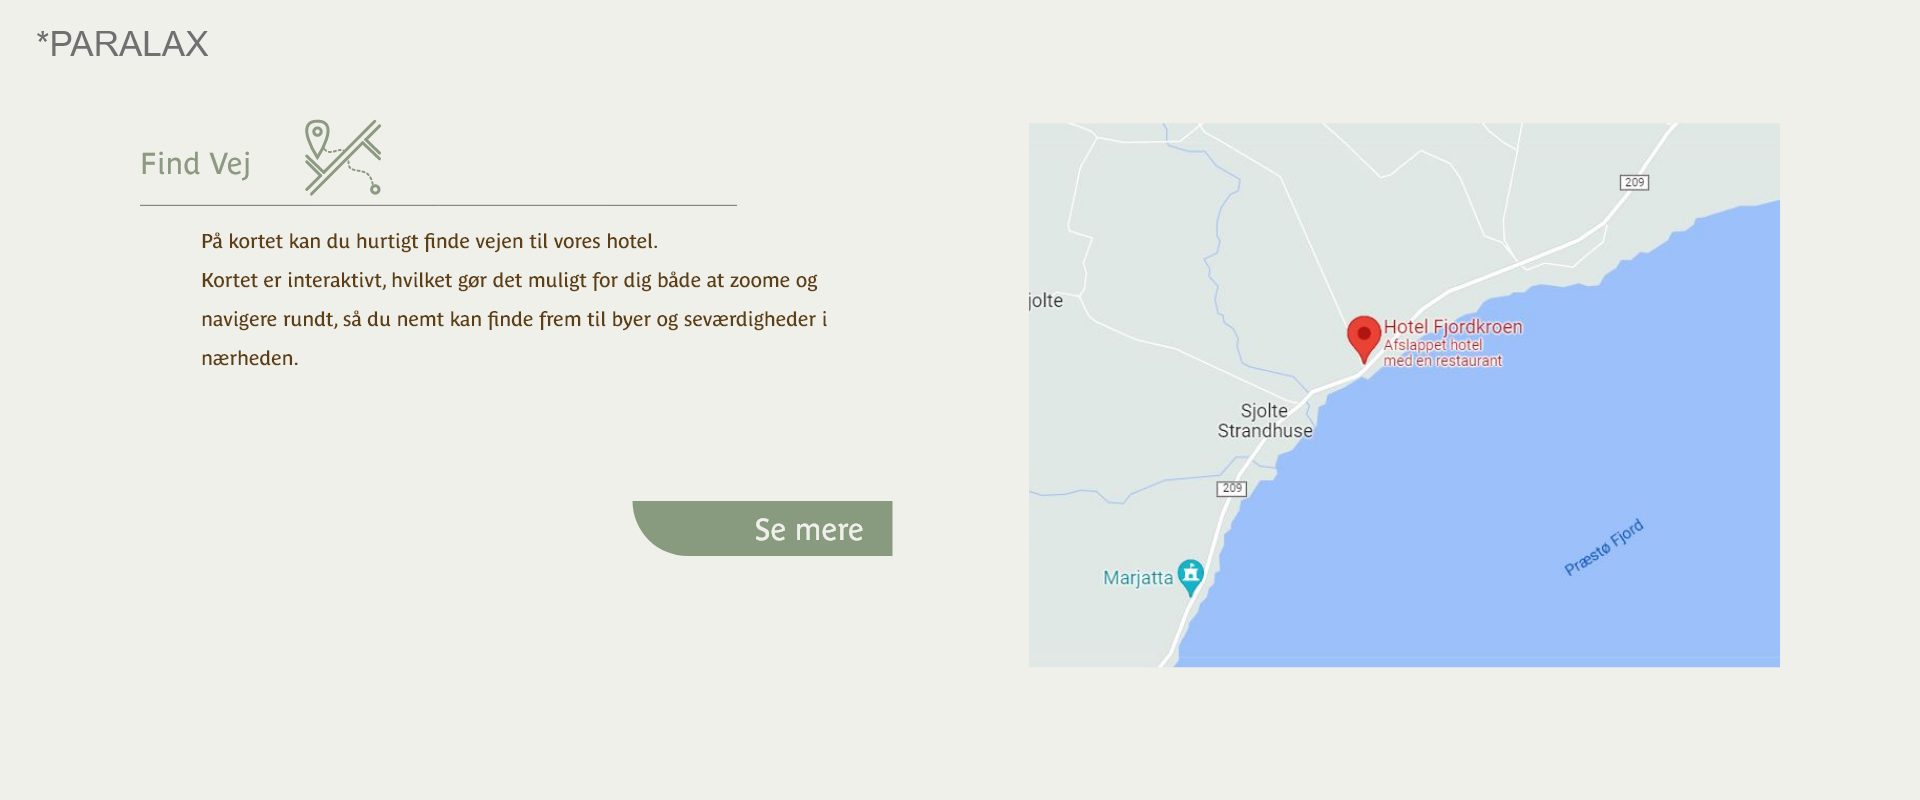 *PARALAX
Find Vej
På kortet kan du hurtigt finde vejen til vores hotel.
Kortet er interaktivt, hvilket gør det muligt for dig både at zoome og
navigere rundt, så du nemt kan finde frem til byer og seværdigheder i
nærheden.
Se mere
209
jolte
Hotel Fjordkroen
Afslappet hotel
med en restaurant
Sjolte
Strandhuse
209
Præstø Fjord
Marjatta